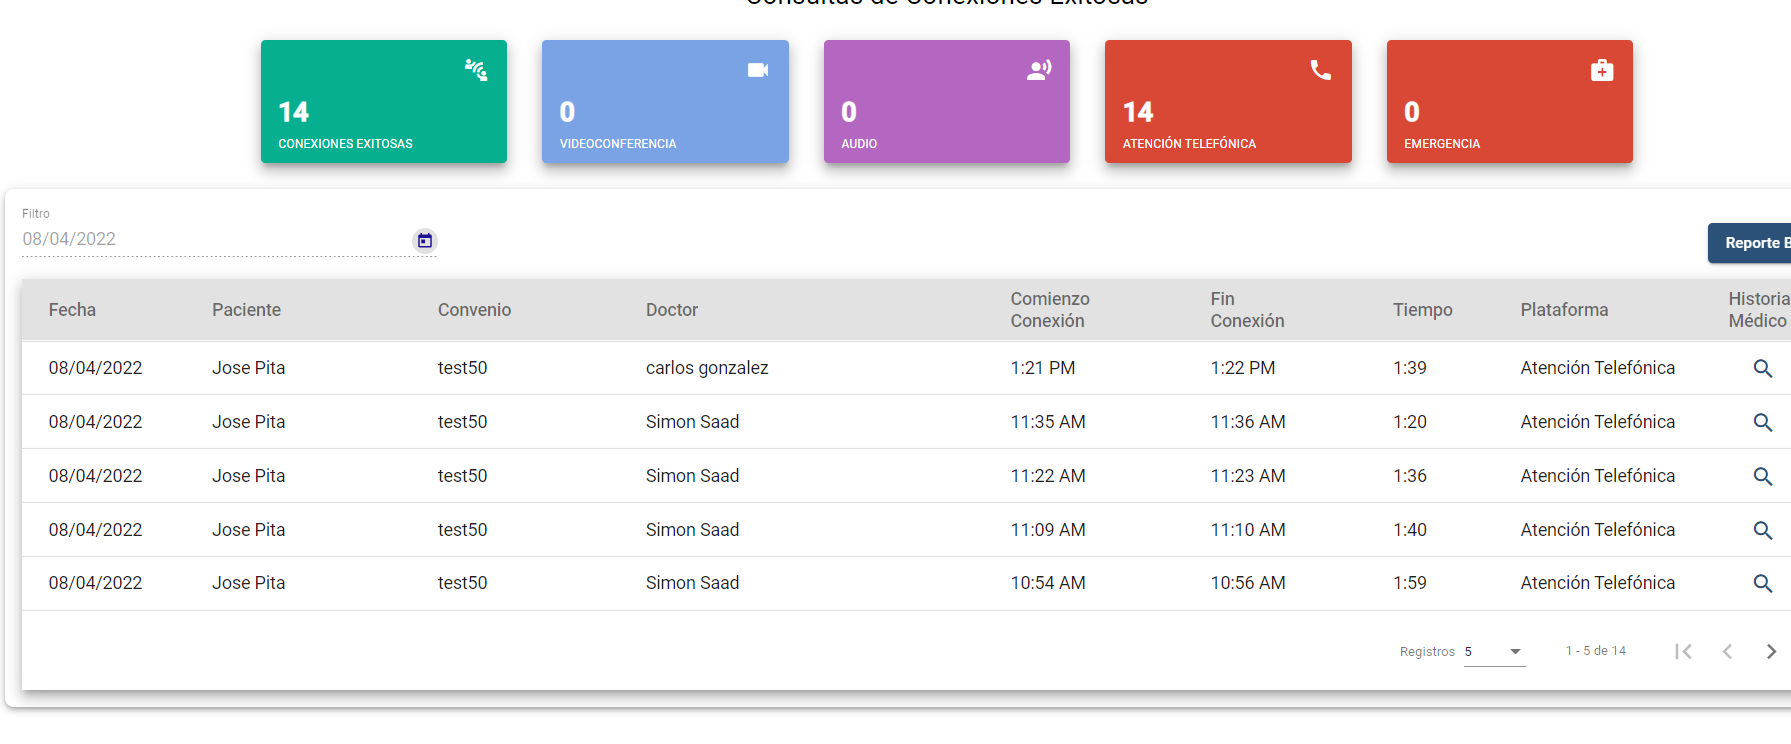 Consultas de Conexiones Exitosas
14
CONEXIONES EXITOSAS
0
VIDEOCONFERENCIA
0
AUDIO
14
ATENCIÓN TELEFÓNICA
0
EMERGENCIA
Filtro
08/04/2022
Reporte B
Fecha Paciente Convenio Doctor Comienzo Conexión Fin Conexión Tiempo Plataforma Historia Médico
08/04/2022 Jose Pita test50 carlos gonzalez 1:21 PM 1:22 PM 1:39 Atención Telefónica
08/04/2022 Jose Pita test50 Simon Saad 11:35 AM 11:36 AM 1:20 Atención Telefónica
08/04/2022 Jose Pita test50 Simon Saad 11:22 AM 11:23 AM 1:36 Atención Telefónica
08/04/2022 Jose Pita test50 Simon Saad 11:09 AM 11:10 AM 1:40 Atención Telefónica
08/04/2022 Jose Pita test50 Simon Saad 10:54 AM 10:56 AM 1:59 Atención Telefónica
Registros 5 1 - 5 de 14